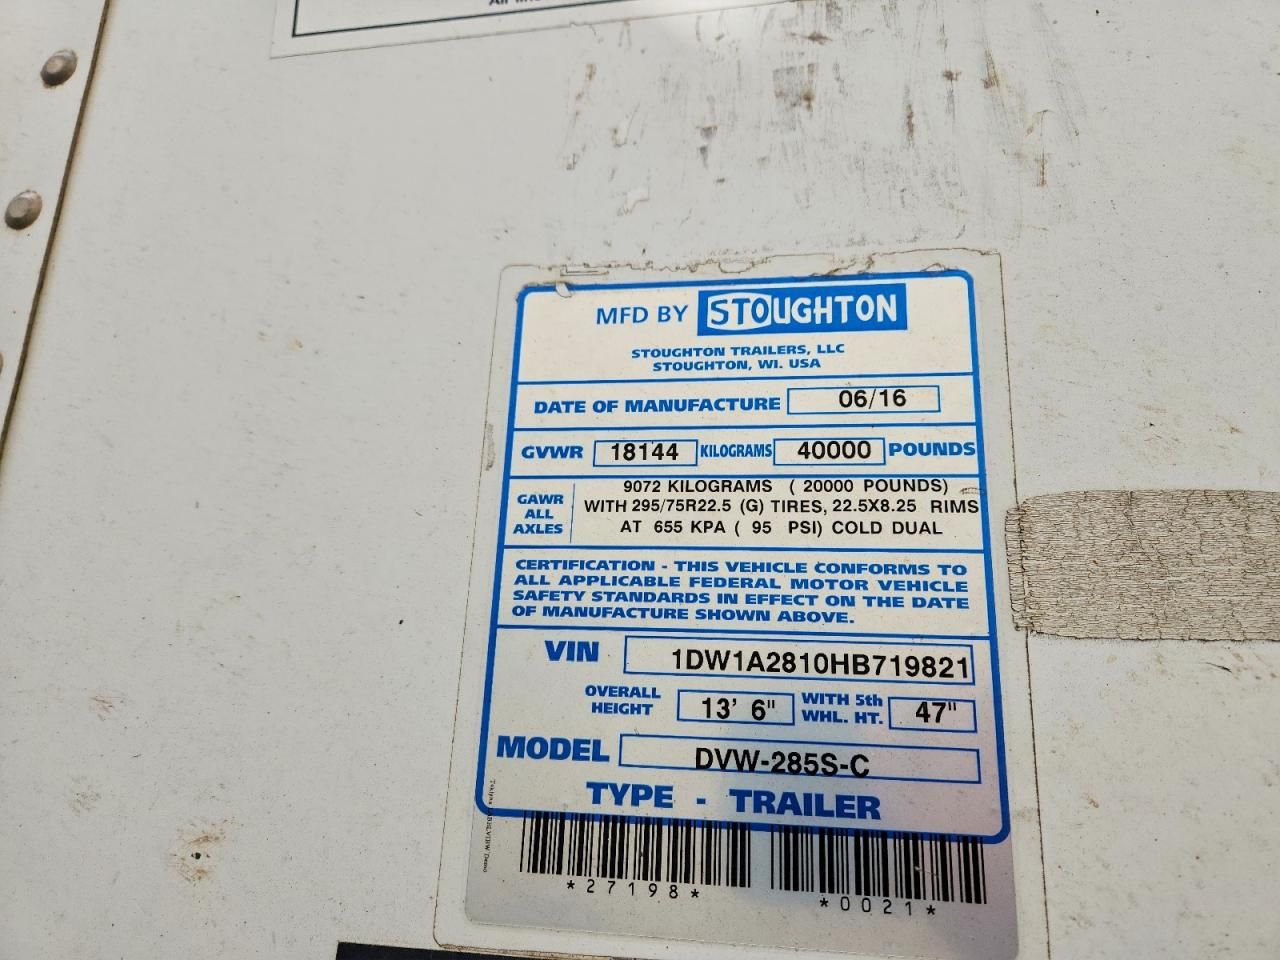 MFD BY STOUGHTON
STOUGHTON TRAILERS, LLC
STOUGHTON, WI. USA
DATE OF MANUFACTURE 06/16
GVWR 18144 KILOGRAMS 40000 POUNDS
GAWR ALL AXLES
9072 KILOGRAMS ( 20000 POUNDS)
WITH 295/75R22.5 (G) TIRES, 22.5X8.25 RIMS
AT 655 KPA ( 95 PSI) COLD DUAL
CERTIFICATION - THIS VEHICLE CONFORMS TO
ALL APPLICABLE FEDERAL MOTOR VEHICLE
SAFETY STANDARDS IN EFFECT ON THE DATE
OF MANUFACTURE SHOWN ABOVE.
VIN 1DW1A2810HB719821
OVERALL HEIGHT 13' 6" WITH 5th WHL. HT. 47"
MODEL DVW-285S-C
TYPE - TRAILER
*27198*
*0021*